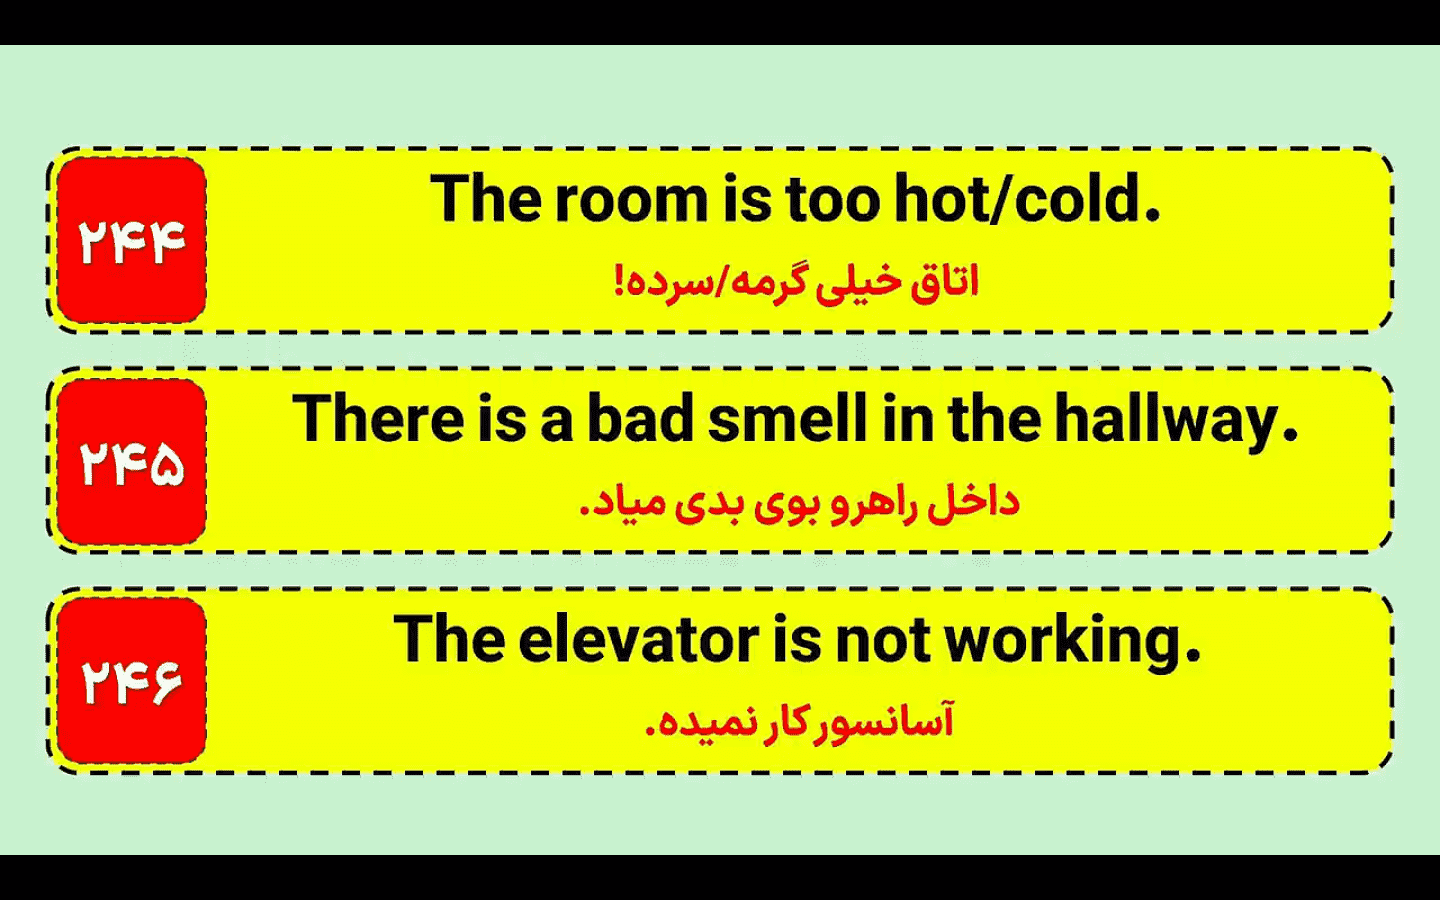 ۲۴۴
The room is too hot/cold.
اتاق خیلی گرمه/سرده!
۲۴۵
There is a bad smell in the hallway.
داخل راهرو بوی بدی میاد.
۲۴۶
The elevator is not working.
آسانسور کار نمیده.